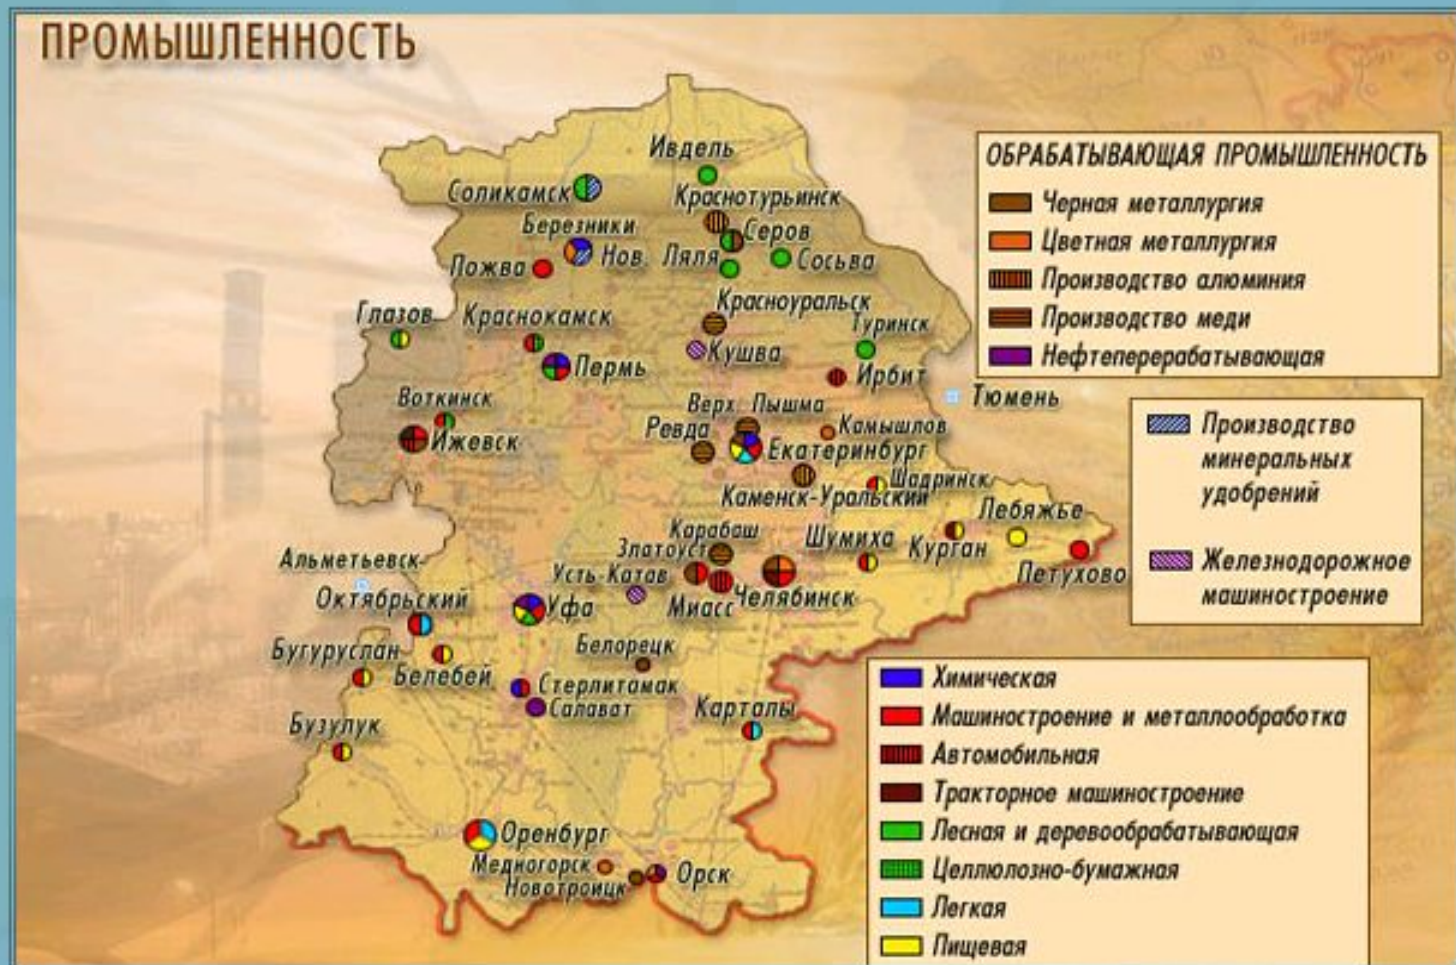 ПРОМЫШЛЕННОСТЬ
Ивдель
Соликамск
Краснотурьинск
Березники
Серов
Нов.
Ляля
Сосьва
Пожва
Красноуральск
Глазов
Краснокамск
Туринск
Кушва
Пермь
Ирбит
Тюмень
Воткинск
Верх. Пышма
Ревда
Камышлов
Ижевск
Екатеринбург
Шадринск
Каменск-Уральский
Лебяжье
Карабаш
Шумиха
Курган
Златоуст
Альметьевск
Усть-Катав
Петухово
Октябрьский
Уфа
Миасс
Челябинск
Бугуруслан
Белорецк
Белебей
Стерлитамак
Салават
Карталы
Бузулук
Оренбург
Медногорск
Новотроицк
Орск
ОБРАБАТЫВАЮЩАЯ ПРОМЫШЛЕННОСТЬ
Черная металлургия
Цветная металлургия
Производство алюминия
Производство меди
Нефтеперерабатывающая
Производство
минеральных
удобрений
Железнодорожное
машиностроение
Химическая
Машиностроение и металлообработка
Автомобильная
Тракторное машиностроение
Лесная и деревообрабатывающая
Целлюлозно-бумажная
Легкая
Пищевая